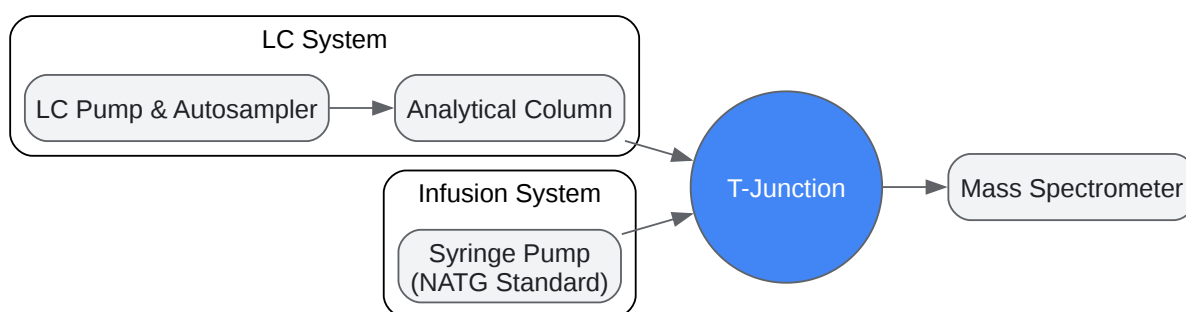 LC System
LC Pump & Autosampler
Analytical Column
Infusion System
Syringe Pump
(NATG Standard)
T-Junction
Mass Spectrometer